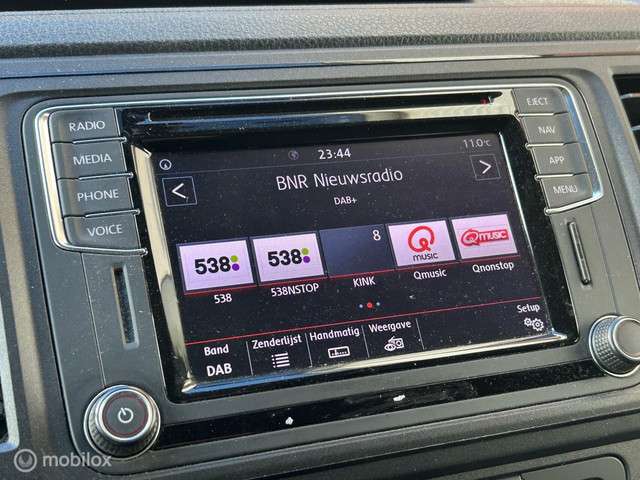 RADIO
MEDIA
PHONE
VOICE
EJECT
NAV
APP
MENU
23:44
11.0°C
BNR Nieuwsradio
DAB+
<
>
538
538
8
Q
MUSIC
Q MUSIC
538
538NSTOP
KINK
Qmusic
Qnonstop
Band
DAB
Zenderlijst
Handmatig
Weergave
Setup
mobilox